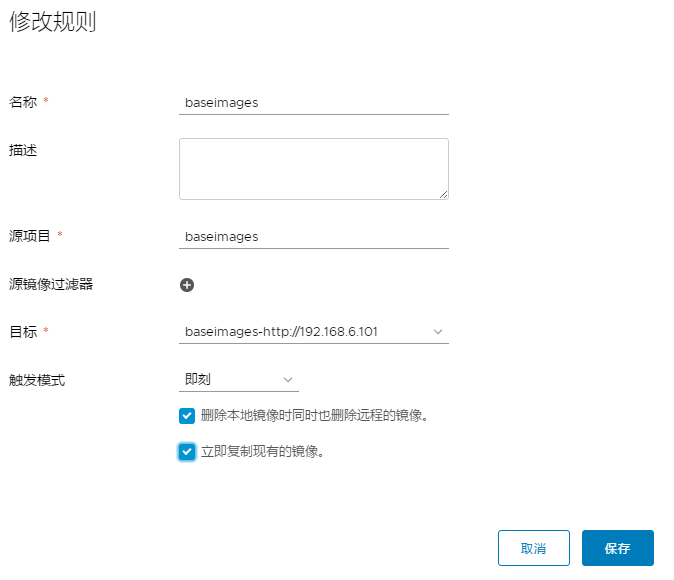 修改规则
名称 *
baseimages
描述
源项目 *
baseimages
源镜像过滤器
目标 *
baseimages-http://192.168.6.101
触发模式
即刻
删除本地镜像时同时也删除远程的镜像。
立即复制现有的镜像。
取消
保存